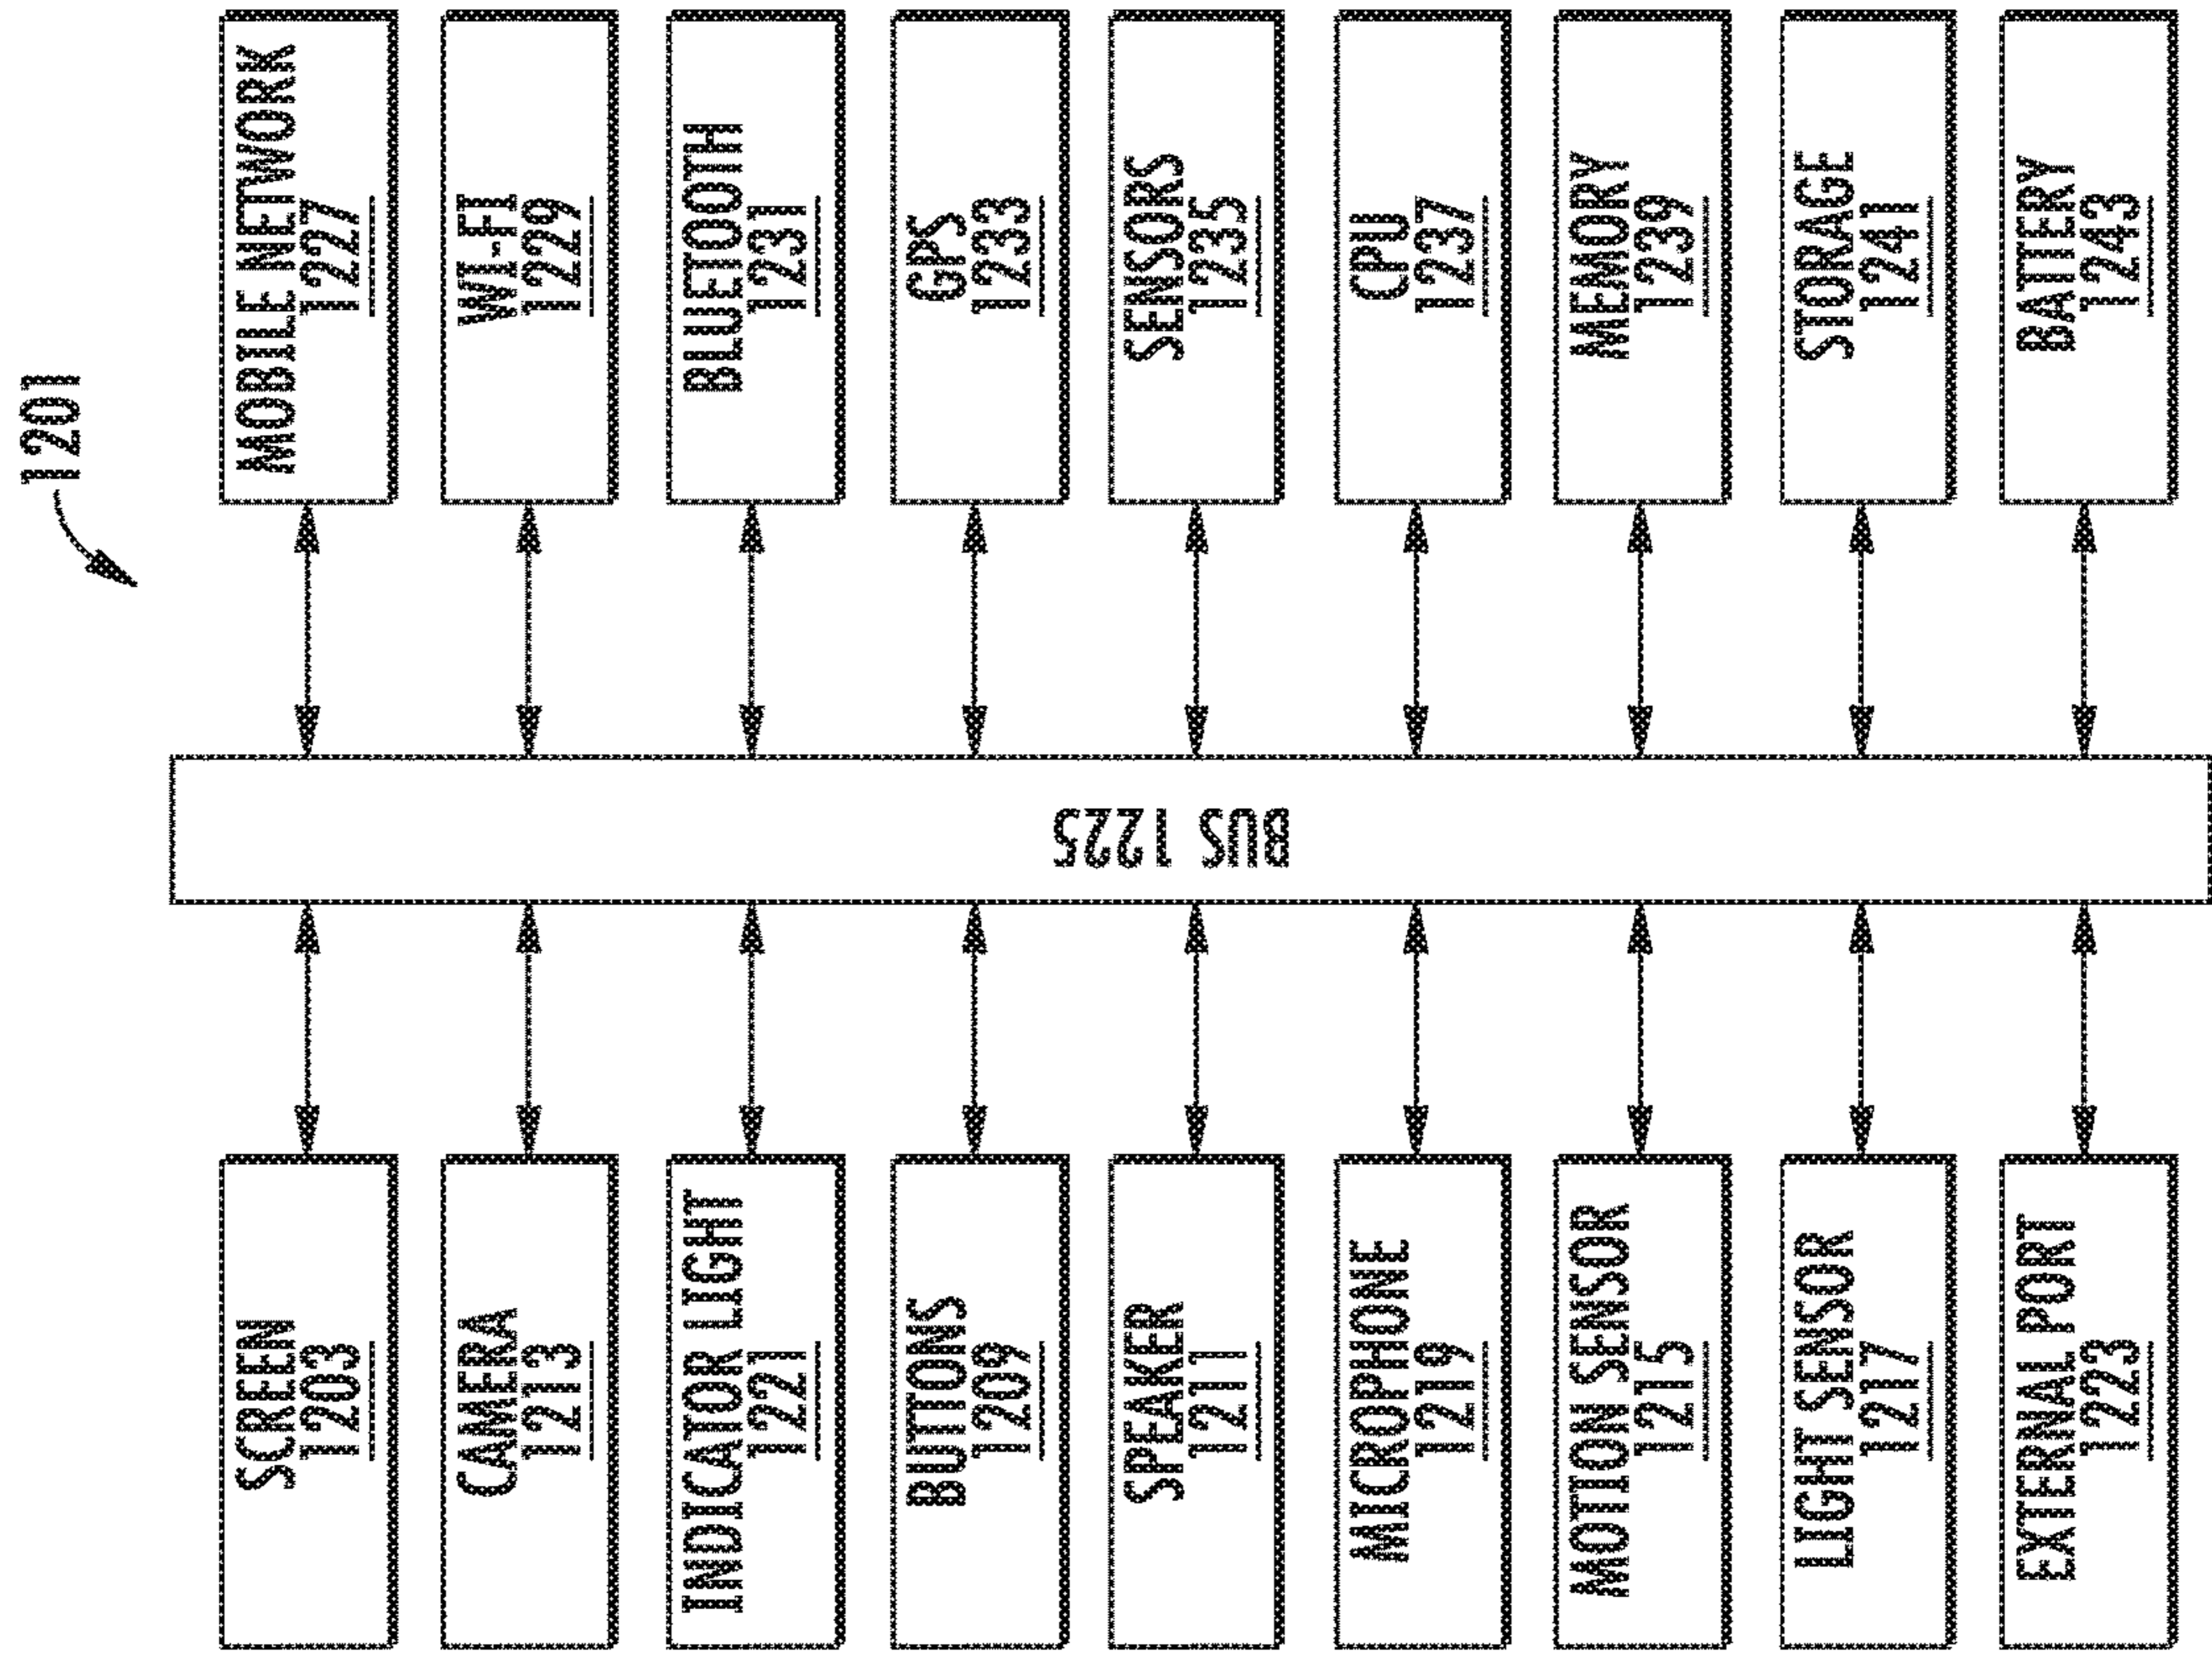 1201
SCREEN
1203
CAMERA
1213
INDICATOR LIGHT
1221
BUTTONS
1209
SPEAKER
1211
MICROPHONE
1219
MOTION SENSOR
1215
LIGHT SENSOR
1217
EXTERNAL PORT
1223
BUS 1225
MOBILE NETWORK
1227
WI-FI
1229
BLUETOOTH
1231
GPS
1233
SENSORS
1235
CPU
1237
MEMORY
1239
STORAGE
1241
BATTERY
1243